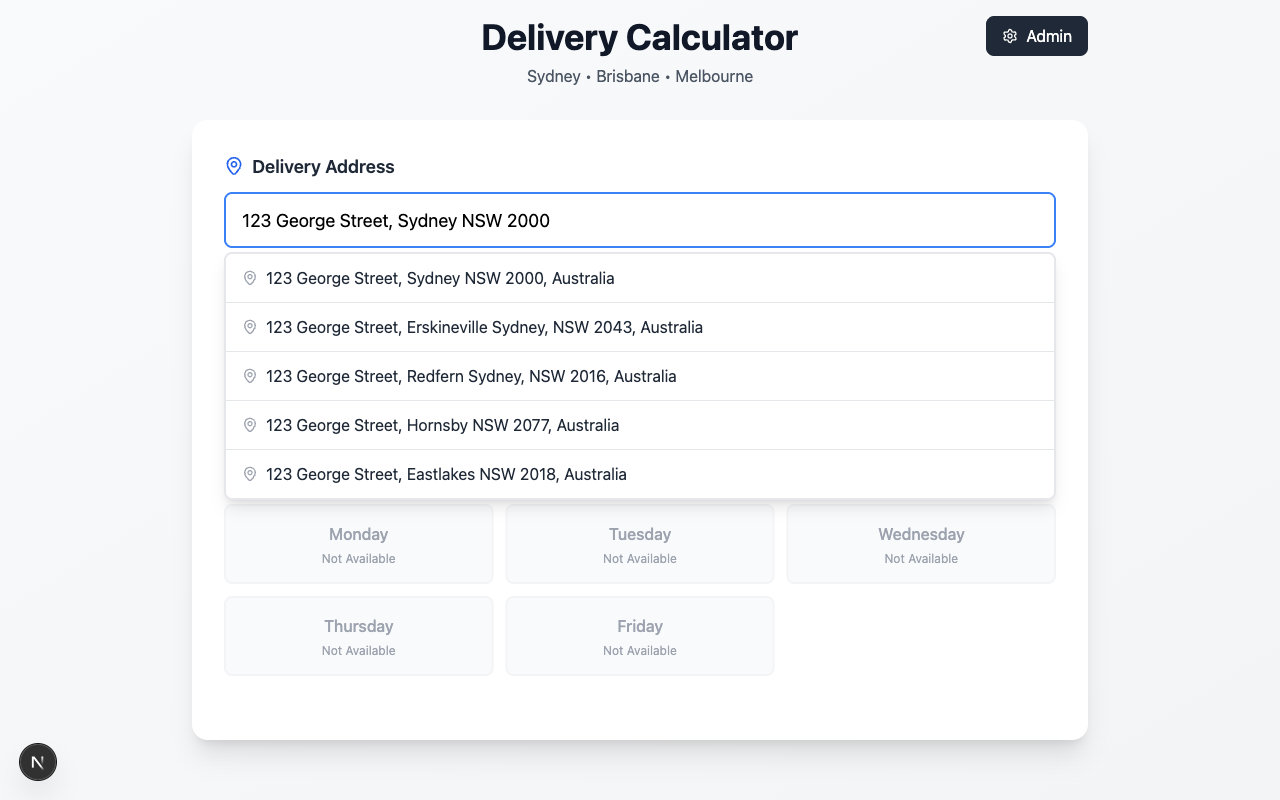 Delivery Calculator
Admin
Sydney • Brisbane • Melbourne
Delivery Address
123 George Street, Sydney NSW 2000
123 George Street, Sydney NSW 2000, Australia
123 George Street, Erskineville Sydney, NSW 2043, Australia
123 George Street, Redfern Sydney, NSW 2016, Australia
123 George Street, Hornsby NSW 2077, Australia
123 George Street, Eastlakes NSW 2018, Australia
Monday
Not Available
Tuesday
Not Available
Wednesday
Not Available
Thursday
Not Available
Friday
Not Available
N